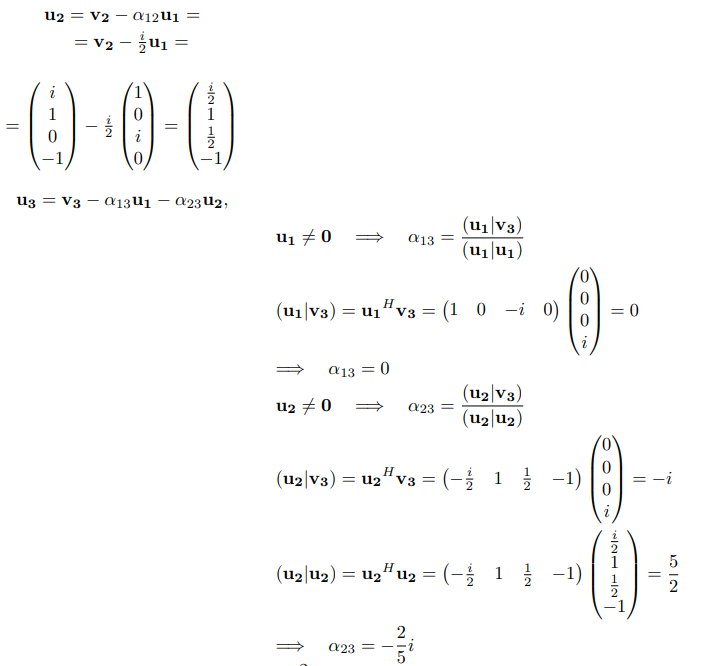 u₂ = v₂ − α₁₂u₁ =
= v₂ − i/2 u₁ =
= (i 1 0 −1) − i/2 (1 0 i 0) = (i/2 1 1/2 −1)
u₃ = v₃ − α₁₃u₁ − α₂₃u₂,
u₁ ≠ 0 ⟹ α₁₃ = (u₁|v₃)/(u₁|u₁)
(u₁|v₃) = u₁ᴴv₃ = (1 0 −i 0) (0 0 0 i) = 0
⟹ α₁₃ = 0
u₂ ≠ 0 ⟹ α₂₃ = (u₂|v₃)/(u₂|u₂)
(u₂|v₃) = u₂ᴴv₃ = (−i/2 1 1/2 −1) (0 0 0 i) = −i
(u₂|u₂) = u₂ᴴu₂ = (−i/2 1 1/2 −1) (i/2 1 1/2 −1) = 5/2
⟹ α₂₃ = −2/5 i